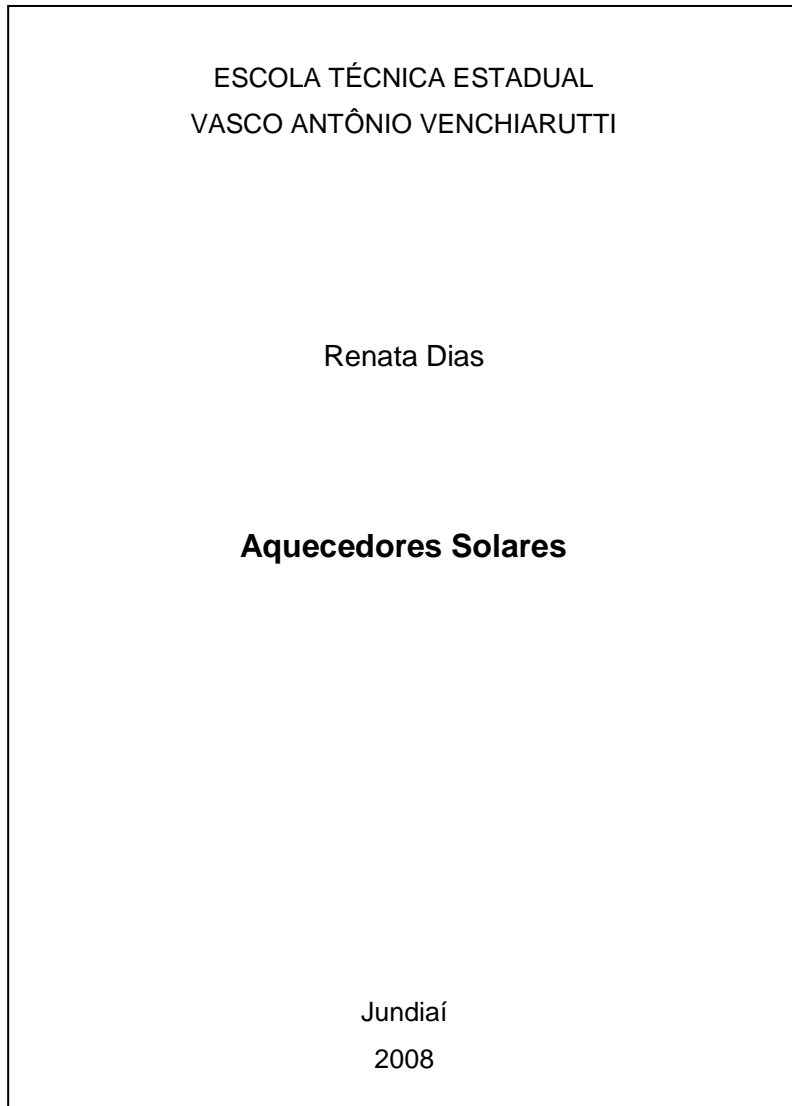 ESCOLA TÉCNICA ESTADUAL
VASCO ANTÔNIO VENCHIARUTTI
Renata Dias
Aquecedores Solares
Jundiaí
2008